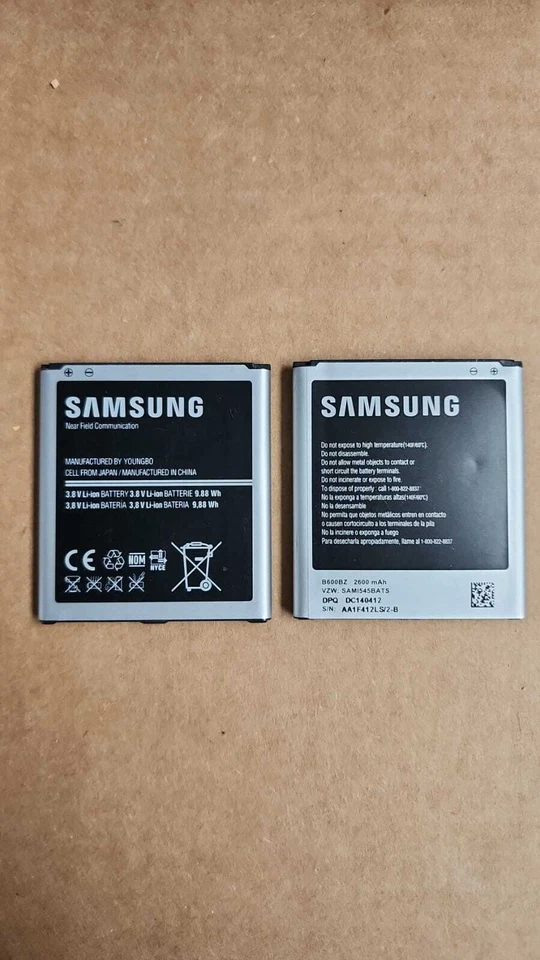 SAMSUNG
Near Field Communication
MANUFACTURED BY YOUNGBO
CELL FROM JAPAN / MANUFACTURED IN CHINA
3.8 V Li-ion BATTERY 3.8 V Li-ion BATTERIE 9.88 Wh
3,8 V Li-ion BATERÍA 3,8 V Li-ion BATERIA 9,88 Wh
CE
NOM
NYCE
SAMSUNG
Do not expose to high temperature(140F/60°C).
Do not disassemble.
Do not allow metal objects to contact or
short circuit the battery terminals.
Do not incinerate or expose to fire.
To dispose of properly : call 1-800-822-8837
No la exponga a temperaturas altas(140F/60°C)
No la desensamble
No permita que objetos metálicos entren en contacto
o causen cortocircuito a los terminales de la pila
No la incinere o exponga a fuego
Para desecharla apropiadamente, llame al 1-800-822-8837
B600BZ 2600 mAh
VZW: SAMI545BATS
DPQ DC140412
S/N: AA1F412LS/2-B